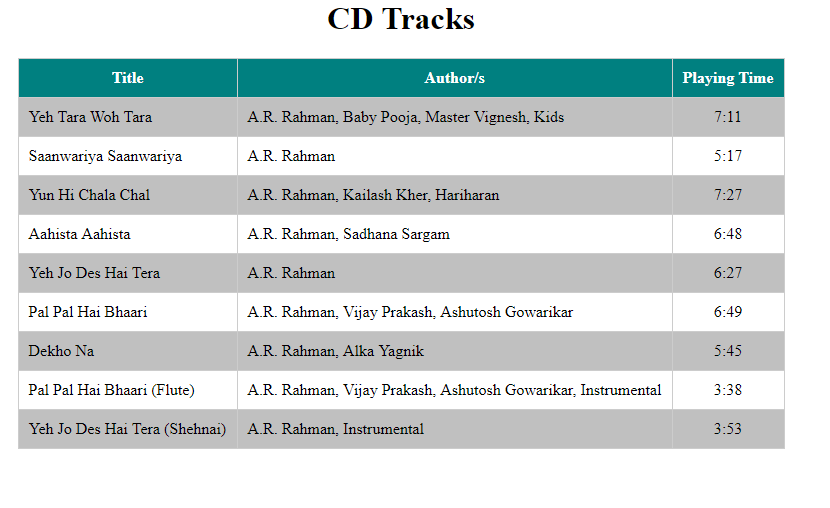 CD Tracks
Title Author/s Playing Time
Yeh Tara Woh Tara A.R. Rahman, Baby Pooja, Master Vignesh, Kids 7:11
Saanwariya Saanwariya A.R. Rahman 5:17
Yun Hi Chala Chal A.R. Rahman, Kailash Kher, Hariharan 7:27
Aahista Aahista A.R. Rahman, Sadhana Sargam 6:48
Yeh Jo Des Hai Tera A.R. Rahman 6:27
Pal Pal Hai Bhaari A.R. Rahman, Vijay Prakash, Ashutosh Gowarikar 6:49
Dekho Na A.R. Rahman, Alka Yagnik 5:45
Pal Pal Hai Bhaari (Flute) A.R. Rahman, Vijay Prakash, Ashutosh Gowarikar, Instrumental 3:38
Yeh Jo Des Hai Tera (Shehnai) A.R. Rahman, Instrumental 3:53